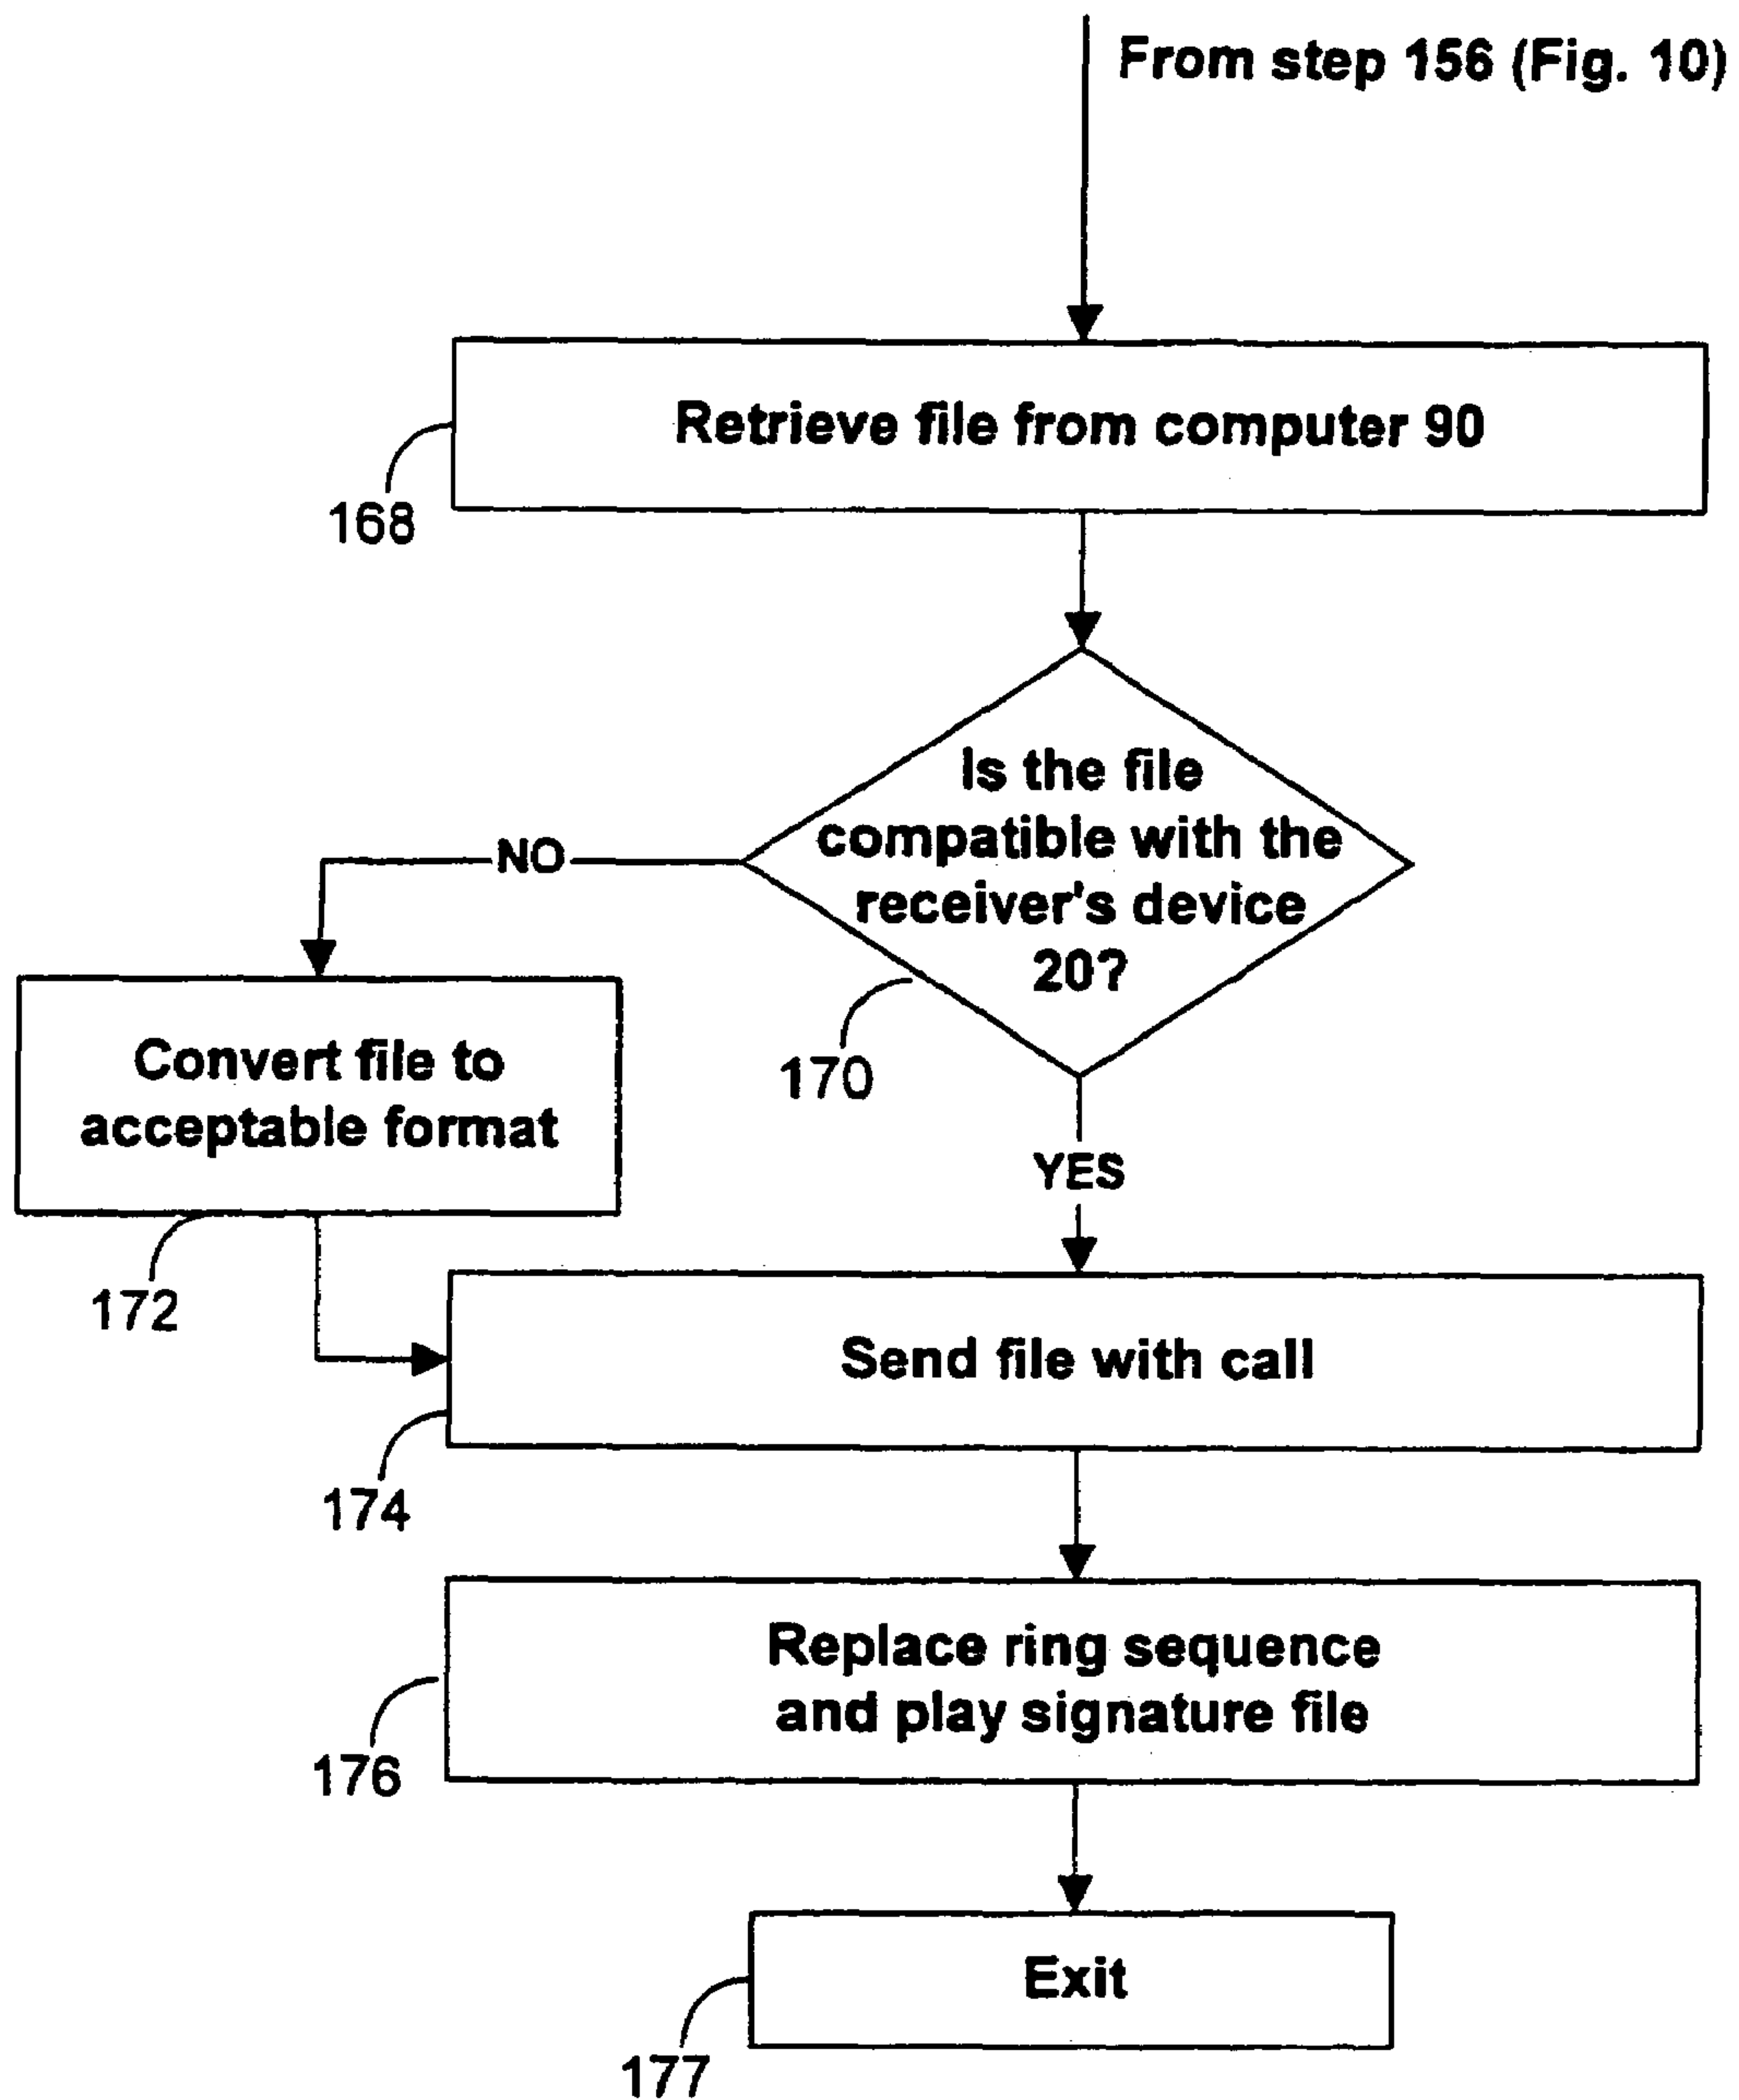 From step 156 (Fig. 10)
Retrieve file from computer 90
168
Is the file
compatible with the
receiver's device
20?
NO
170
Convert file to
acceptable format
YES
172
Send file with call
174
Replace ring sequence
and play signature file
176
Exit
177